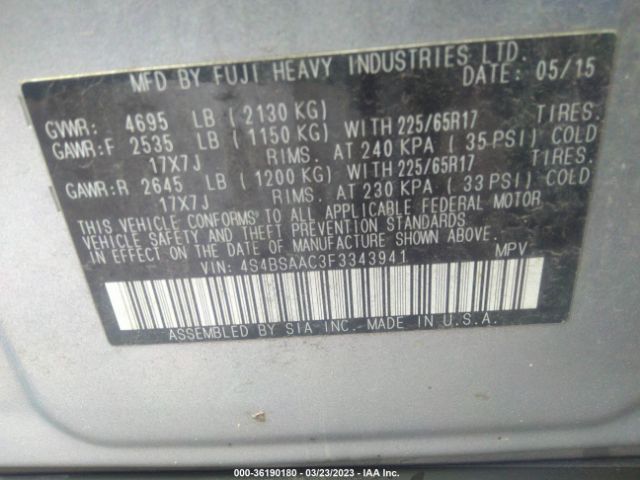 MFD BY FUJI HEAVY INDUSTRIES LTD.
DATE: 05/15
GVWR: 4695 LB ( 2130 KG)
GAWR:F 2535 LB ( 1150 KG) WITH 225/65R17 TIRES.
17X7J RIMS. AT 240 KPA ( 35 PSI) COLD
GAWR:R 2645 LB ( 1200 KG) WITH 225/65R17 TIRES.
17X7J RIMS. AT 230 KPA ( 33 PSI) COLD
THIS VEHICLE CONFORMS TO ALL APPLICABLE FEDERAL MOTOR
VEHICLE SAFETY AND THEFT PREVENTION STANDARDS
IN EFFECT ON THE DATE OF MANUFACTURE SHOWN ABOVE.
VIN: 4S4BSAAC3F3343941 MPV
ASSEMBLED BY SIA INC. MADE IN U.S.A.
000-36190180 - 03/23/2023 - IAA Inc.